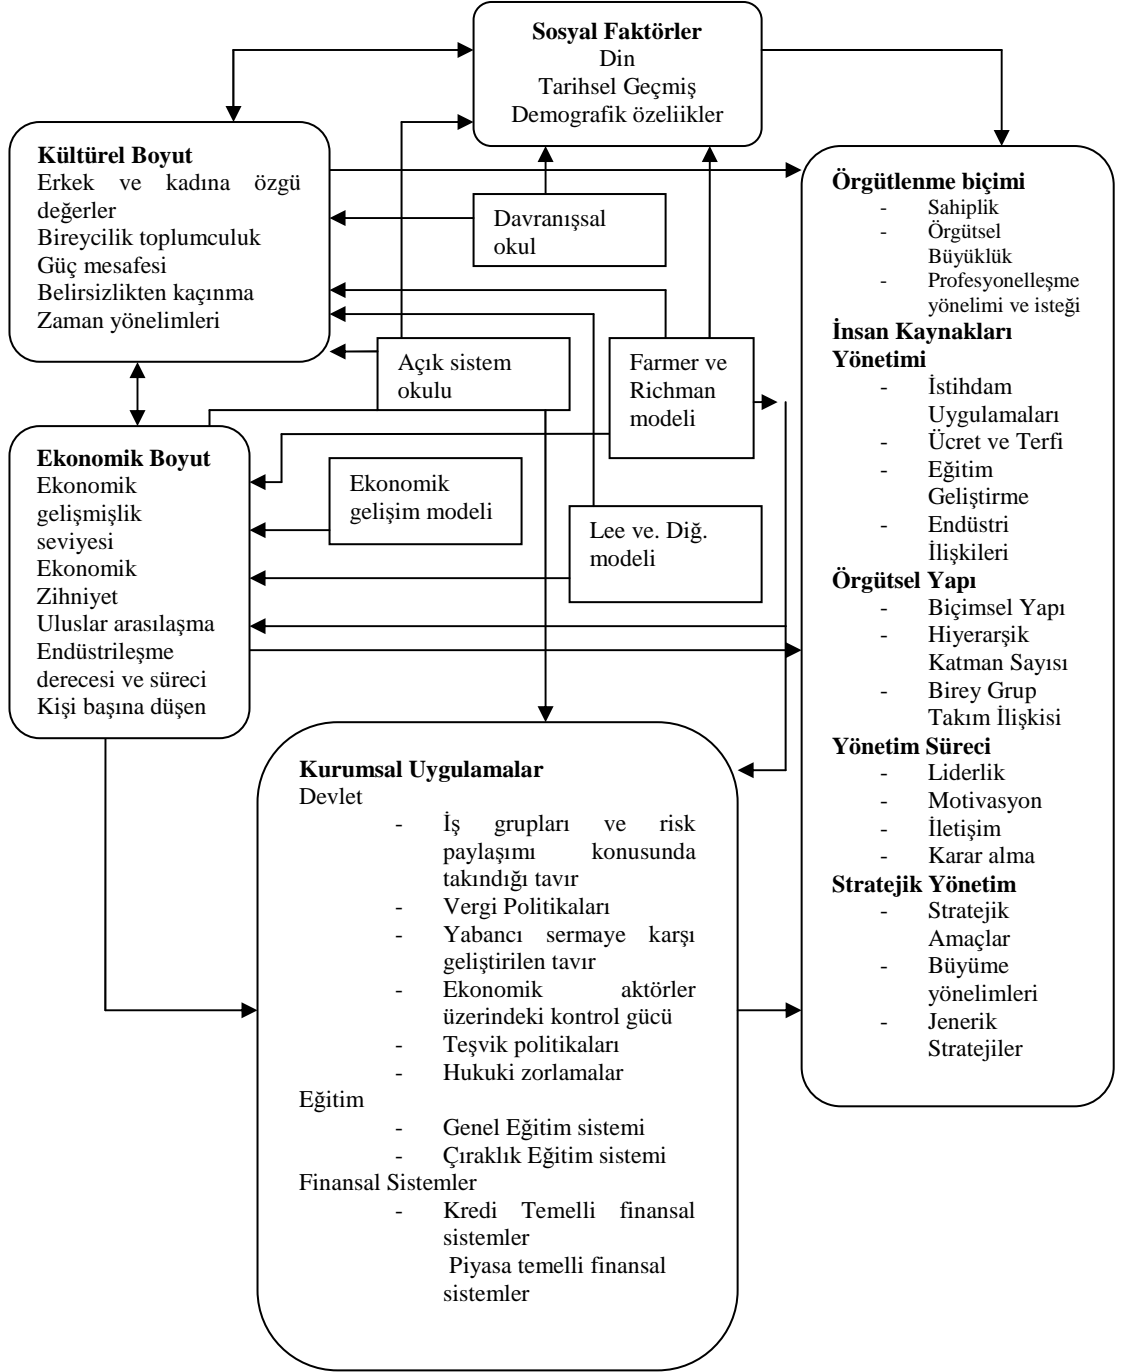 Sosyal Faktörler
Din
Tarihsel Geçmiş
Demografik özeliikler
Kültürel Boyut
Erkek ve kadına özgü
değerler
Bireycilik toplumculuk
Güç mesafesi
Belirsizlikten kaçınma
Zaman yönelimleri
Davranışsal
okul
Açık sistem
okulu
Farmer ve
Richman
modeli
Ekonomik Boyut
Ekonomik
gelişmişlik
seviyesi
Ekonomik
Zihniyet
Uluslar arasılaşma
Endüstrileşme
derecesi ve süreci
Kişi başına düşen
Ekonomik
gelişim modeli
Lee ve. Diğ.
modeli
Örgütlenme biçimi
- Sahiplik
- Örgütsel
Büyüklük
- Profesyonelleşme
yönelimi ve isteği
İnsan Kaynakları
Yönetimi
- İstihdam
Uygulamaları
- Ücret ve Terfi
- Eğitim
Geliştirme
- Endüstri
İlişkileri
Örgütsel Yapı
- Biçimsel Yapı
- Hiyerarşik
Katman Sayısı
- Birey Grup
Takım İlişkisi
Yönetim Süreci
- Liderlik
- Motivasyon
- İletişim
- Karar alma
Stratejik Yönetim
- Stratejik
Amaçlar
- Büyüme
yönelimleri
- Jenerik
Stratejiler
Kurumsal Uygulamalar
Devlet
- İş grupları ve risk
paylaşımı konusunda
takındığı tavır
- Vergi Politikaları
- Yabancı sermaye karşı
geliştirilen tavır
- Ekonomik aktörler
üzerindeki kontrol gücü
- Teşvik politikaları
- Hukuki zorlamalar
Eğitim
- Genel Eğitim sistemi
- Çıraklık Eğitim sistemi
Finansal Sistemler
- Kredi Temelli finansal
sistemler
Piyasa temelli finansal
sistemler